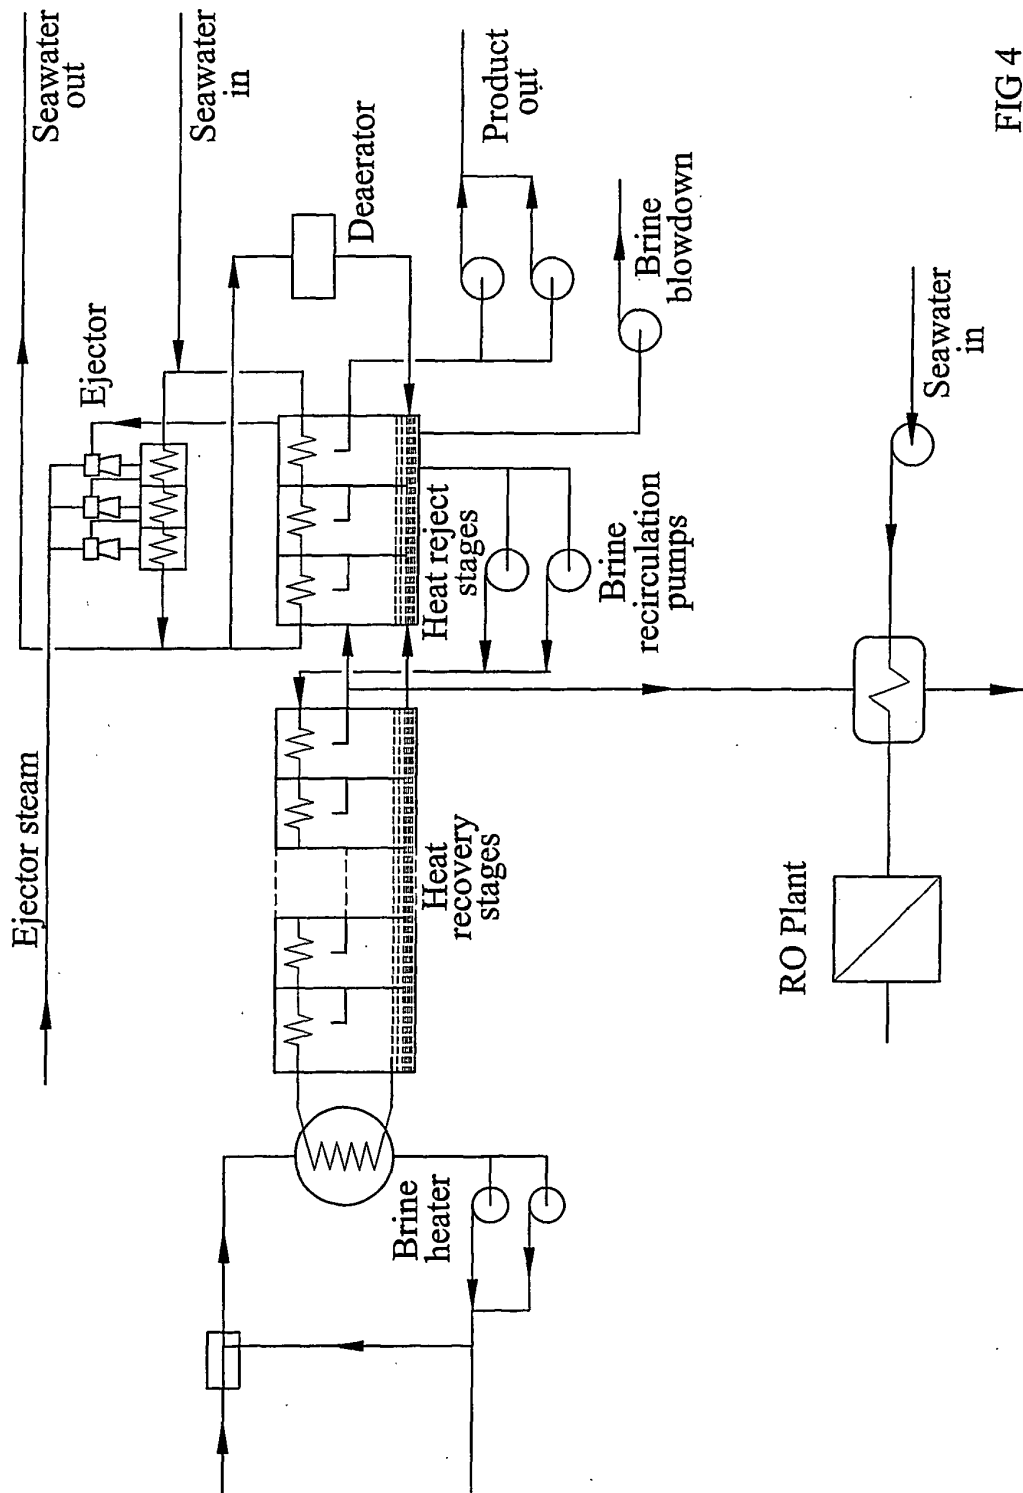 Seawater
out
Seawater
in
Ejector steam
Ejector
Deaerator
Product
out
Brine
blowdown
Heat reject
stages
Brine
recirculation
pumps
Heat
recovery
stages
Brine
heater
Seawater
in
RO Plant
FIG 4